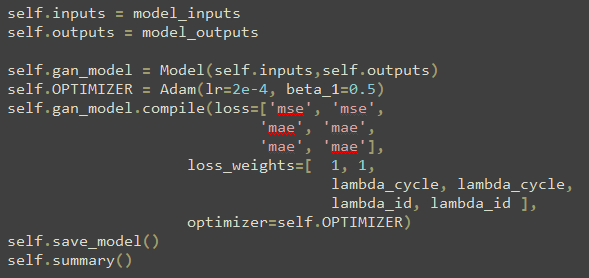 self.inputs = model_inputs
self.outputs = model_outputs
self.gan_model = Model(self.inputs,self.outputs)
self.OPTIMIZER = Adam(lr=2e-4, beta_1=0.5)
self.gan_model.compile(loss=['mse', 'mse',
'mae', 'mae',
'mae', 'mae'],
loss_weights=[ 1, 1,
lambda_cycle, lambda_cycle,
lambda_id, lambda_id ],
optimizer=self.OPTIMIZER)
self.save_model()
self.summary()